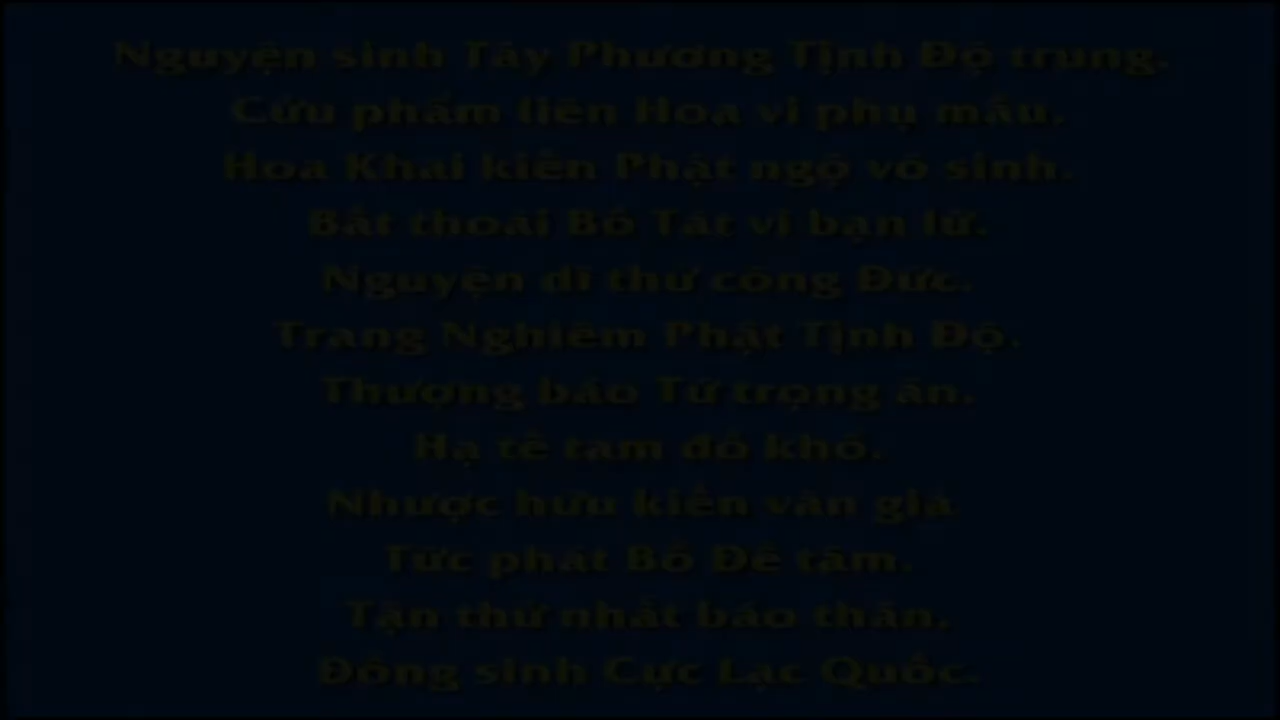 Nguyện sinh Tây Phương Tịnh Độ trung.
Cửu phẩm liên Hoa vi phụ mẫu.
Hoa Khai kiến Phật ngộ vô sinh.
Bất thoái Bồ Tát vi bạn lữ.
Nguyện dĩ thử công Đức.
Trang Nghiêm Phật Tịnh Độ.
Thượng báo Tứ trọng ân.
Hạ tế tam đồ khổ.
Nhược hữu kiến văn giả
Tức phát Bồ Đề tâm.
Tận thử nhất báo thân.
Đồng sinh Cực Lạc Quốc.